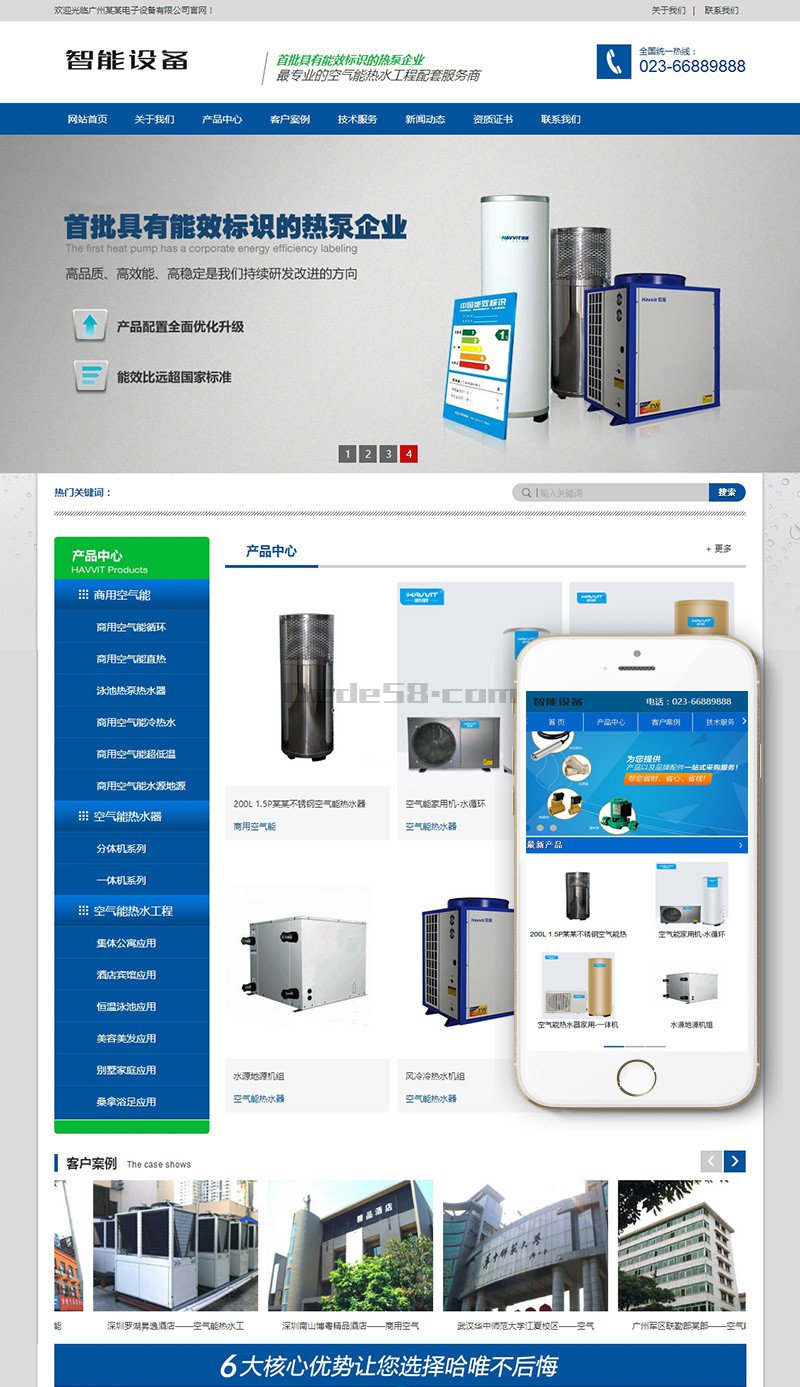 欢迎光临广州某某电子设备有限公司官网！
关于我们 | 联系我们
智能设备
首批具有能效标识的热泵企业
最专业的空气能热水工程配套服务商
全国统一热线：
023-66889888
网站首页 关于我们 产品中心 客户案例 技术服务 新闻动态 资质证书 联系我们
首批具有能效标识的热泵企业
The first heat pump has a corporate energy efficiency labeling
高品质、高效能、高稳定是我们持续研发改进的方向
产品配置全面优化升级
能效比远超国家标准
中国能效标识
1 2 3 4
热门关键词：
输入关键词
搜索
产品中心
HAVVIT Products
商用空气能
商用空气能循环
商用空气能直热
泳池热泵热水器
商用空气能冷热水
商用空气能超低温
商用空气能水源地源
空气能热水器
分体机系列
一体机系列
空气能热水工程
集体公寓应用
酒店宾馆应用
恒温泳池应用
美容美发应用
别墅家庭应用
桑拿浴足应用
产品中心
+ 更多
HAVVIT
HAVVIT
200L 1.5P某某不锈钢空气能热水器
商用空气能
空气能家用机-水循环
空气能热水器
水源地源机组
空气能热水器
风冷冷热水机组
空气能热水器
智能设备
电话：023-66889888
首 页 产品中心 客户案例 技术服务
为您提供
产品以及品牌配件一站式采购服务！
帮您省时、省心、省钱！
最新产品
200L 1.5P某某不锈钢空气能热
空气能家用机-水循环
空气能热水器家用-一体机
水源地源机组
客户案例 The case shows
精品酒店
华中师范大学
能
深圳罗湖昇逸酒店——空气能热水工
深圳南山博粤精品酒店——商用空气
武汉华中师范大学江夏校区——空气
广州军区联勤部某部——空气
6大核心优势让您选择哈唯不后悔